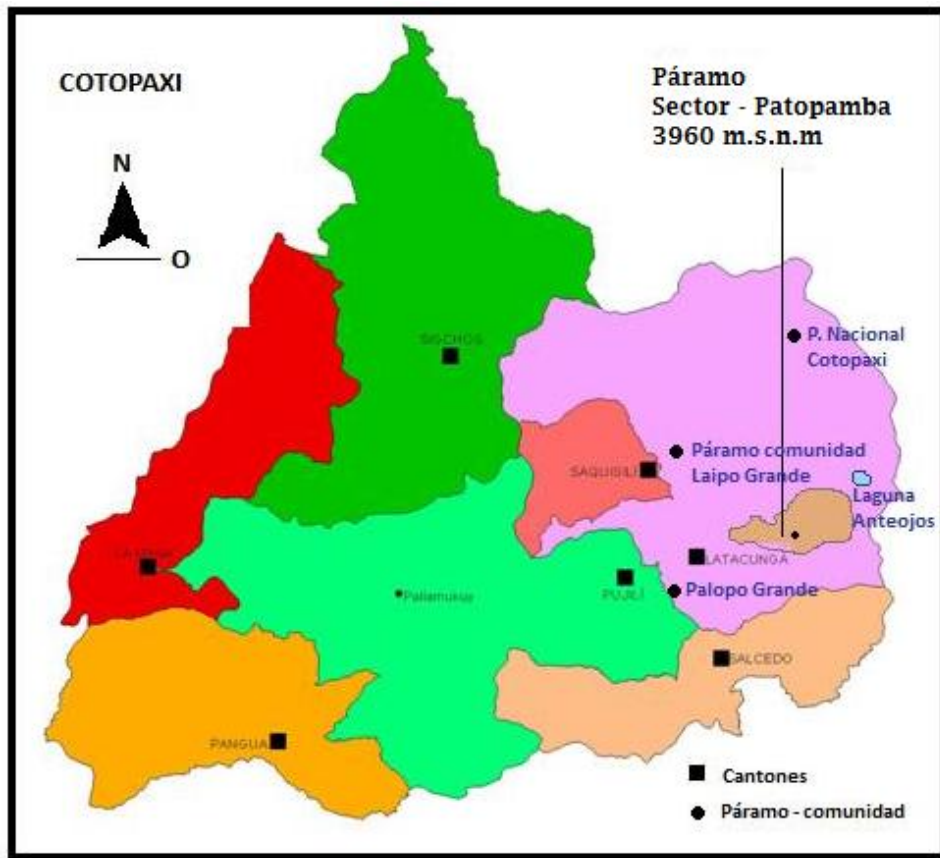 COTOPAXI
Páramo
Sector - Patopamba
3960 m.s.n.m
N
O
SIGCHOS
P. Nacional
Cotopaxi
Páramo comunidad
Laipo Grande
SAQUISILI
Laguna
Anteojos
LATACUNGA
PUJILÍ
Palopo Grande
SALCEDO
PANGUA
Cantones
Páramo - comunidad